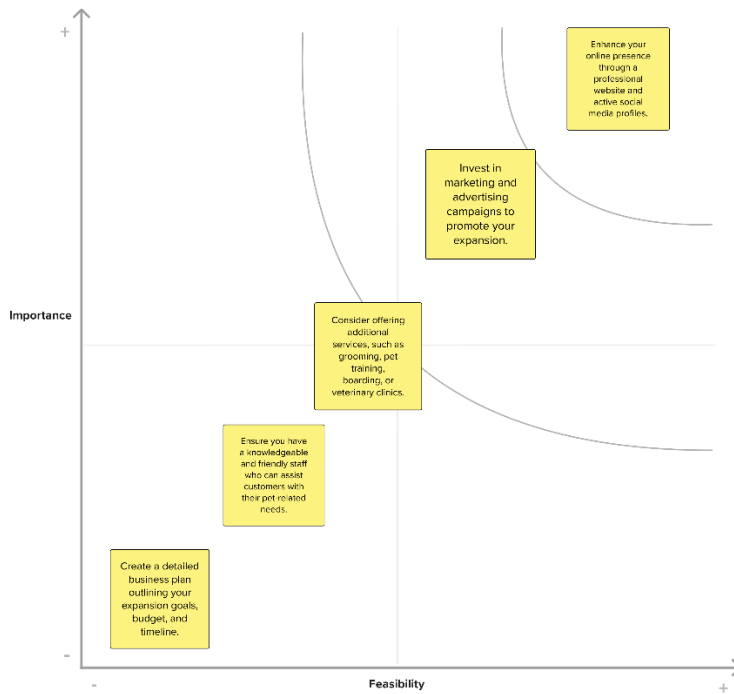 +
Enhance your
online presence
through a
professional
website and
active social
media profiles.
Invest in
marketing and
advertising
campaigns to
promote your
expansion.
Importance
Consider offering
additional
services, such as
grooming, pet
training,
boarding, or
veterinary clinics.
Ensure you have
a knowledgeable
and friendly staff
who can assist
customers with
their pet-related
needs.
Create a detailed
business plan
outlining your
expansion goals,
budget, and
timeline.
-
-
Feasibility
+